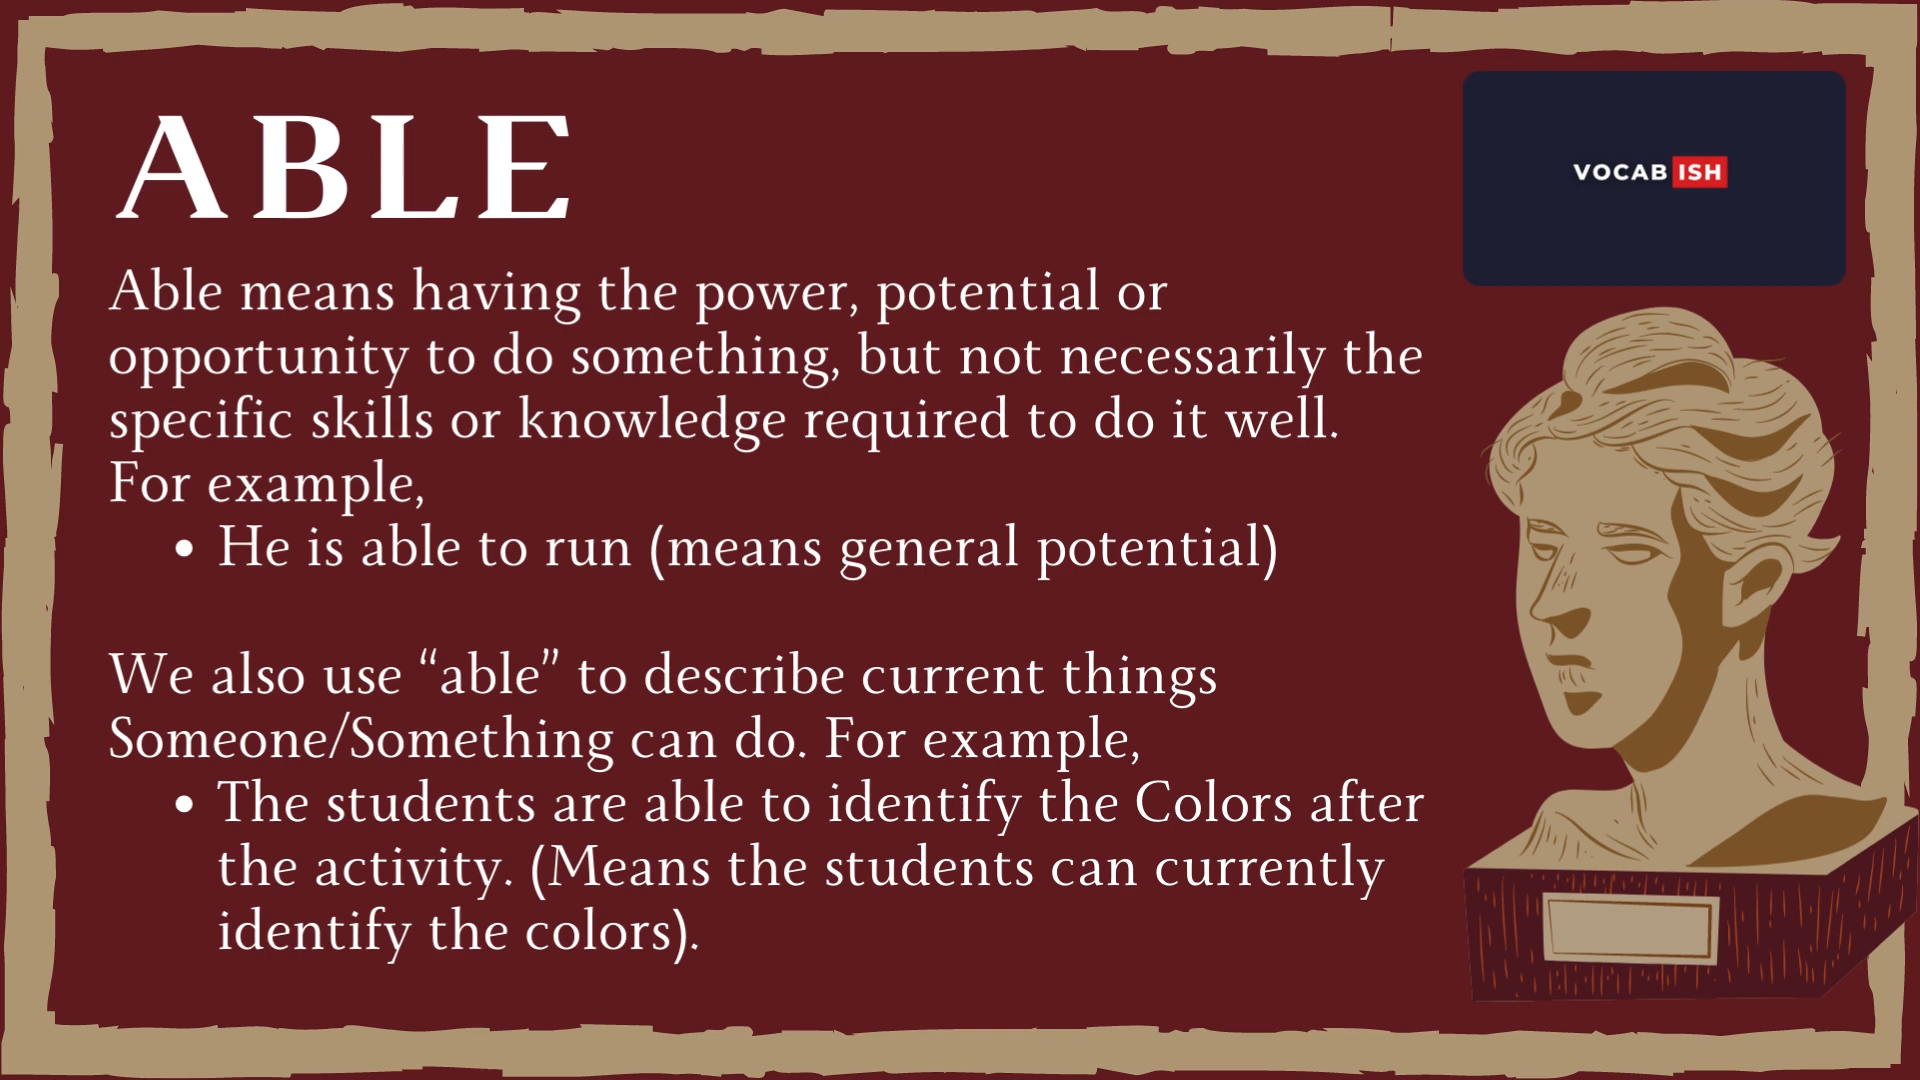 ABLE
VOCAB ISH
Able means having the power, potential or
opportunity to do something, but not necessarily the
specific skills or knowledge required to do it well.
For example,
• He is able to run (means general potential)
We also use “able” to describe current things
Someone/Something can do. For example,
• The students are able to identify the Colors after
the activity. (Means the students can currently
identify the colors).